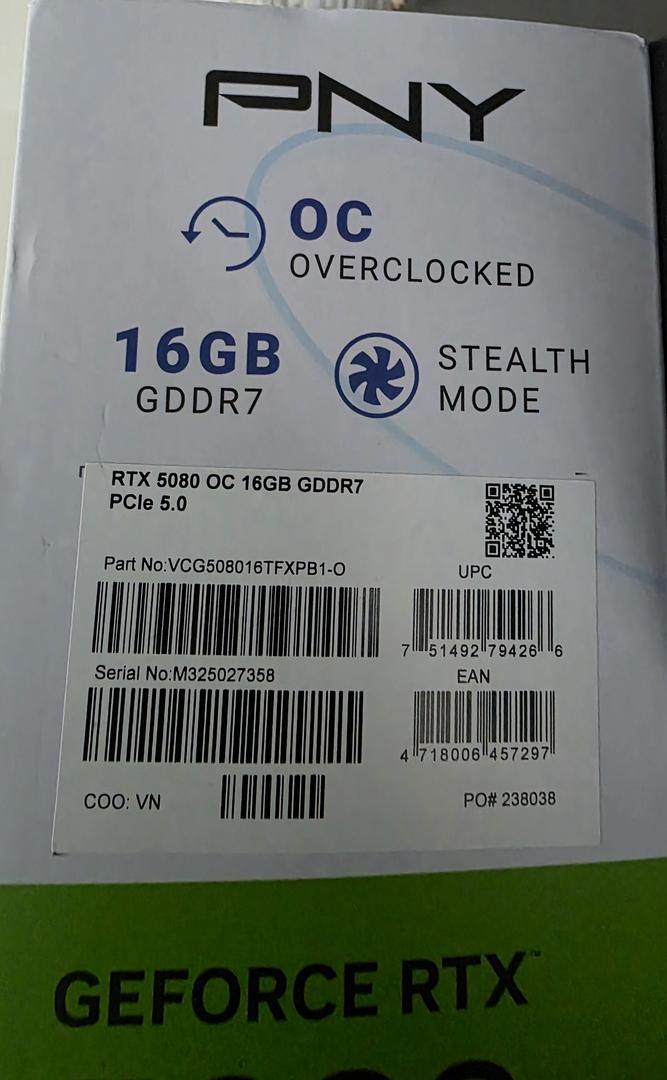 PNY
OC
OVERCLOCKED
16GB
GDDR7
STEALTH
MODE
RTX 5080 OC 16GB GDDR7
PCIe 5.0
Part No:VCG508016TFXPB1-O
UPC
7 51492 79426 6
Serial No:M325027358
EAN
4 718006 457297
COO: VN
PO# 238038
GEFORCE RTX™